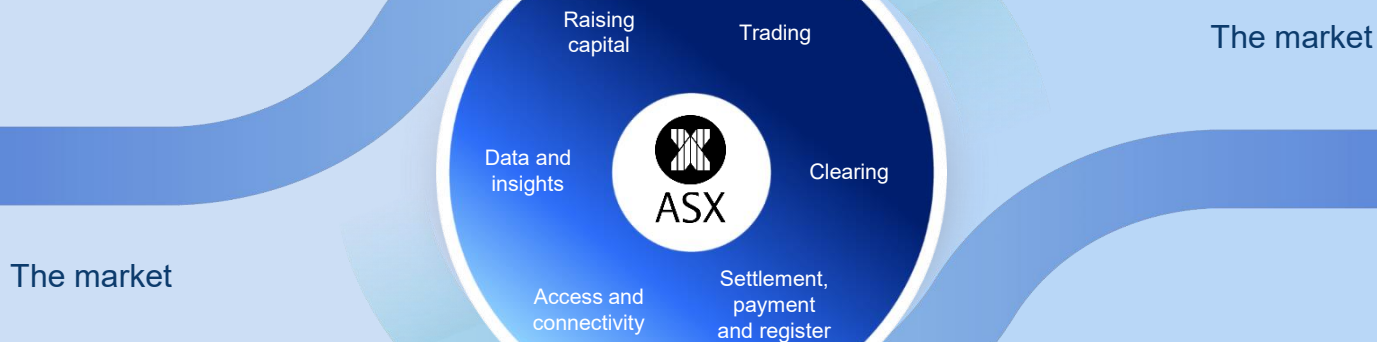 Raising
capital
Trading
The market
Data and
insights
ASX
Clearing
The market
Access and
connectivity
Settlement,
payment
and register